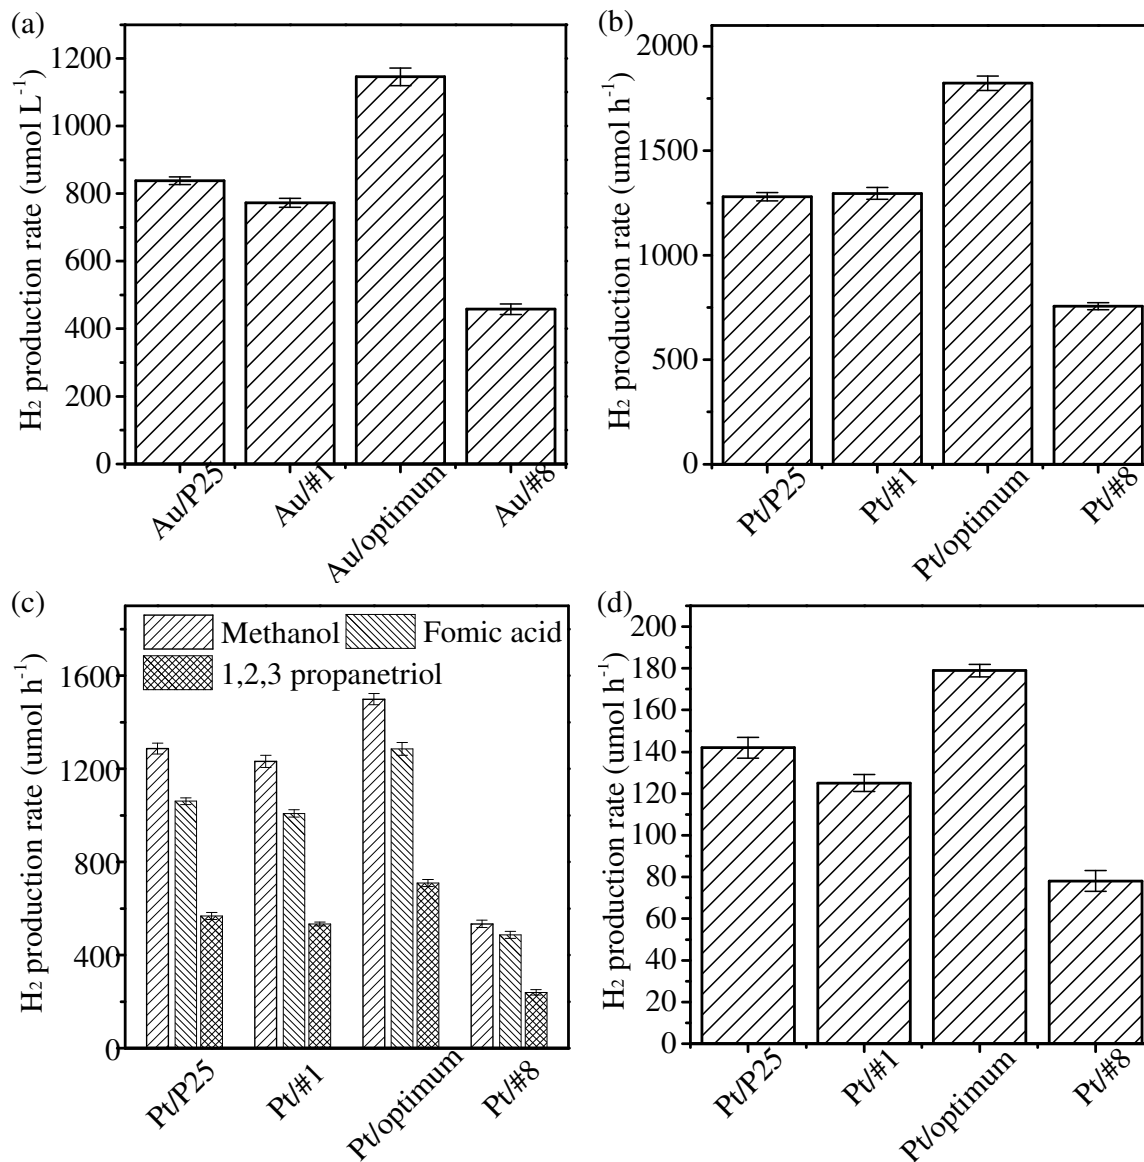 (a)
H₂ production rate (umol L⁻¹)
1200
1000
800
600
400
200
0
Au/P25
Au/#1
Au/optimum
Au/#8
(b)
H₂ production rate (umol h⁻¹)
2000
1500
1000
500
0
Pt/P25
Pt/#1
Pt/optimum
Pt/#8
(c)
H₂ production rate (umol h⁻¹)
Methanol Fomic acid
1,2,3 propanetriol
1600
1200
800
400
0
Pt/P25
Pt/#1
Pt/optimum
Pt/#8
(d)
H₂ production rate (umol h⁻¹)
200
180
160
140
120
100
80
60
40
20
0
Pt/P25
Pt/#1
Pt/optimum
Pt/#8